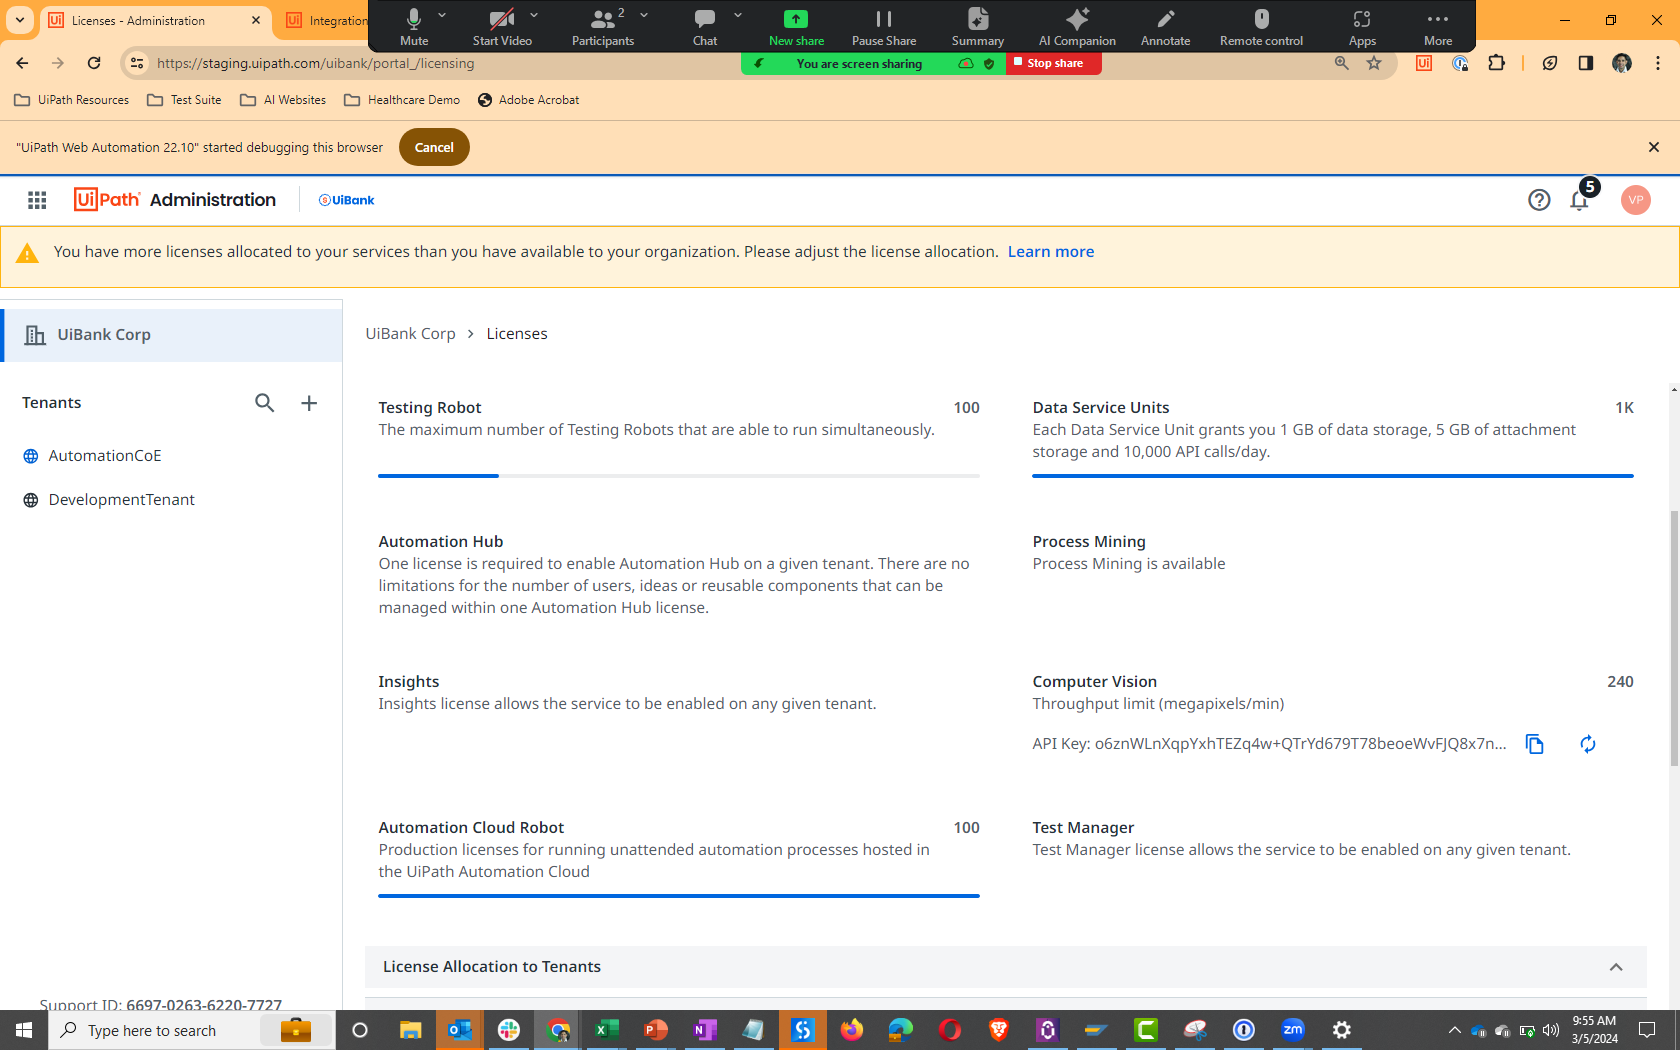 Licenses - Administration
Integration
Mute
Start Video
Participants
2
Chat
New share
Pause Share
Summary
AI Companion
Annotate
Remote control
Apps
More
https://staging.uipath.com/uibank/portal_/licensing
You are screen sharing
Stop share
UiPath Resources
Test Suite
AI Websites
Healthcare Demo
Adobe Acrobat
"UiPath Web Automation 22.10" started debugging this browser
Cancel
UiPath Administration
UiBank
5
VP
You have more licenses allocated to your services than you have available to your organization. Please adjust the license allocation. Learn more
UiBank Corp
Tenants
AutomationCoE
DevelopmentTenant
Support ID: 6697-0263-6220-7727
UiBank Corp > Licenses
Testing Robot 100
The maximum number of Testing Robots that are able to run simultaneously.
Data Service Units 1K
Each Data Service Unit grants you 1 GB of data storage, 5 GB of attachment
storage and 10,000 API calls/day.
Automation Hub
One license is required to enable Automation Hub on a given tenant. There are no
limitations for the number of users, ideas or reusable components that can be
managed within one Automation Hub license.
Process Mining
Process Mining is available
Insights
Insights license allows the service to be enabled on any given tenant.
Computer Vision 240
Throughput limit (megapixels/min)
API Key: o6znWLnXqpYxhTEZq4w+QTrYd679T78beoeWvFJQ8x7n...
Automation Cloud Robot 100
Production licenses for running unattended automation processes hosted in
the UiPath Automation Cloud
Test Manager
Test Manager license allows the service to be enabled on any given tenant.
License Allocation to Tenants
Type here to search
zm
9:55 AM
3/5/2024